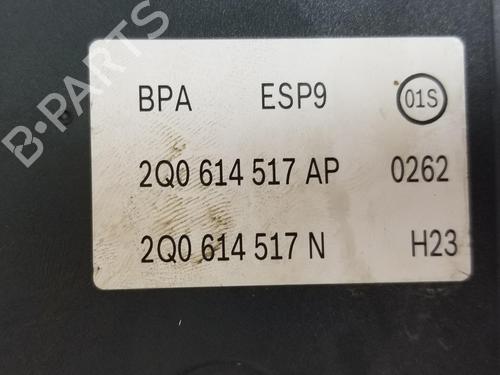 B·PARTS
BPA ESP9 01S
2Q0 614 517 AP 0262
2Q0 614 517 N H23